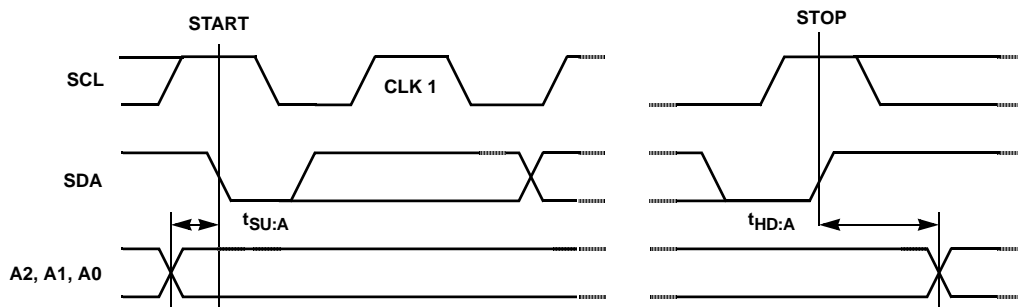 START
STOP
SCL
CLK 1
SDA
tSU:A
tHD:A
A2, A1, A0